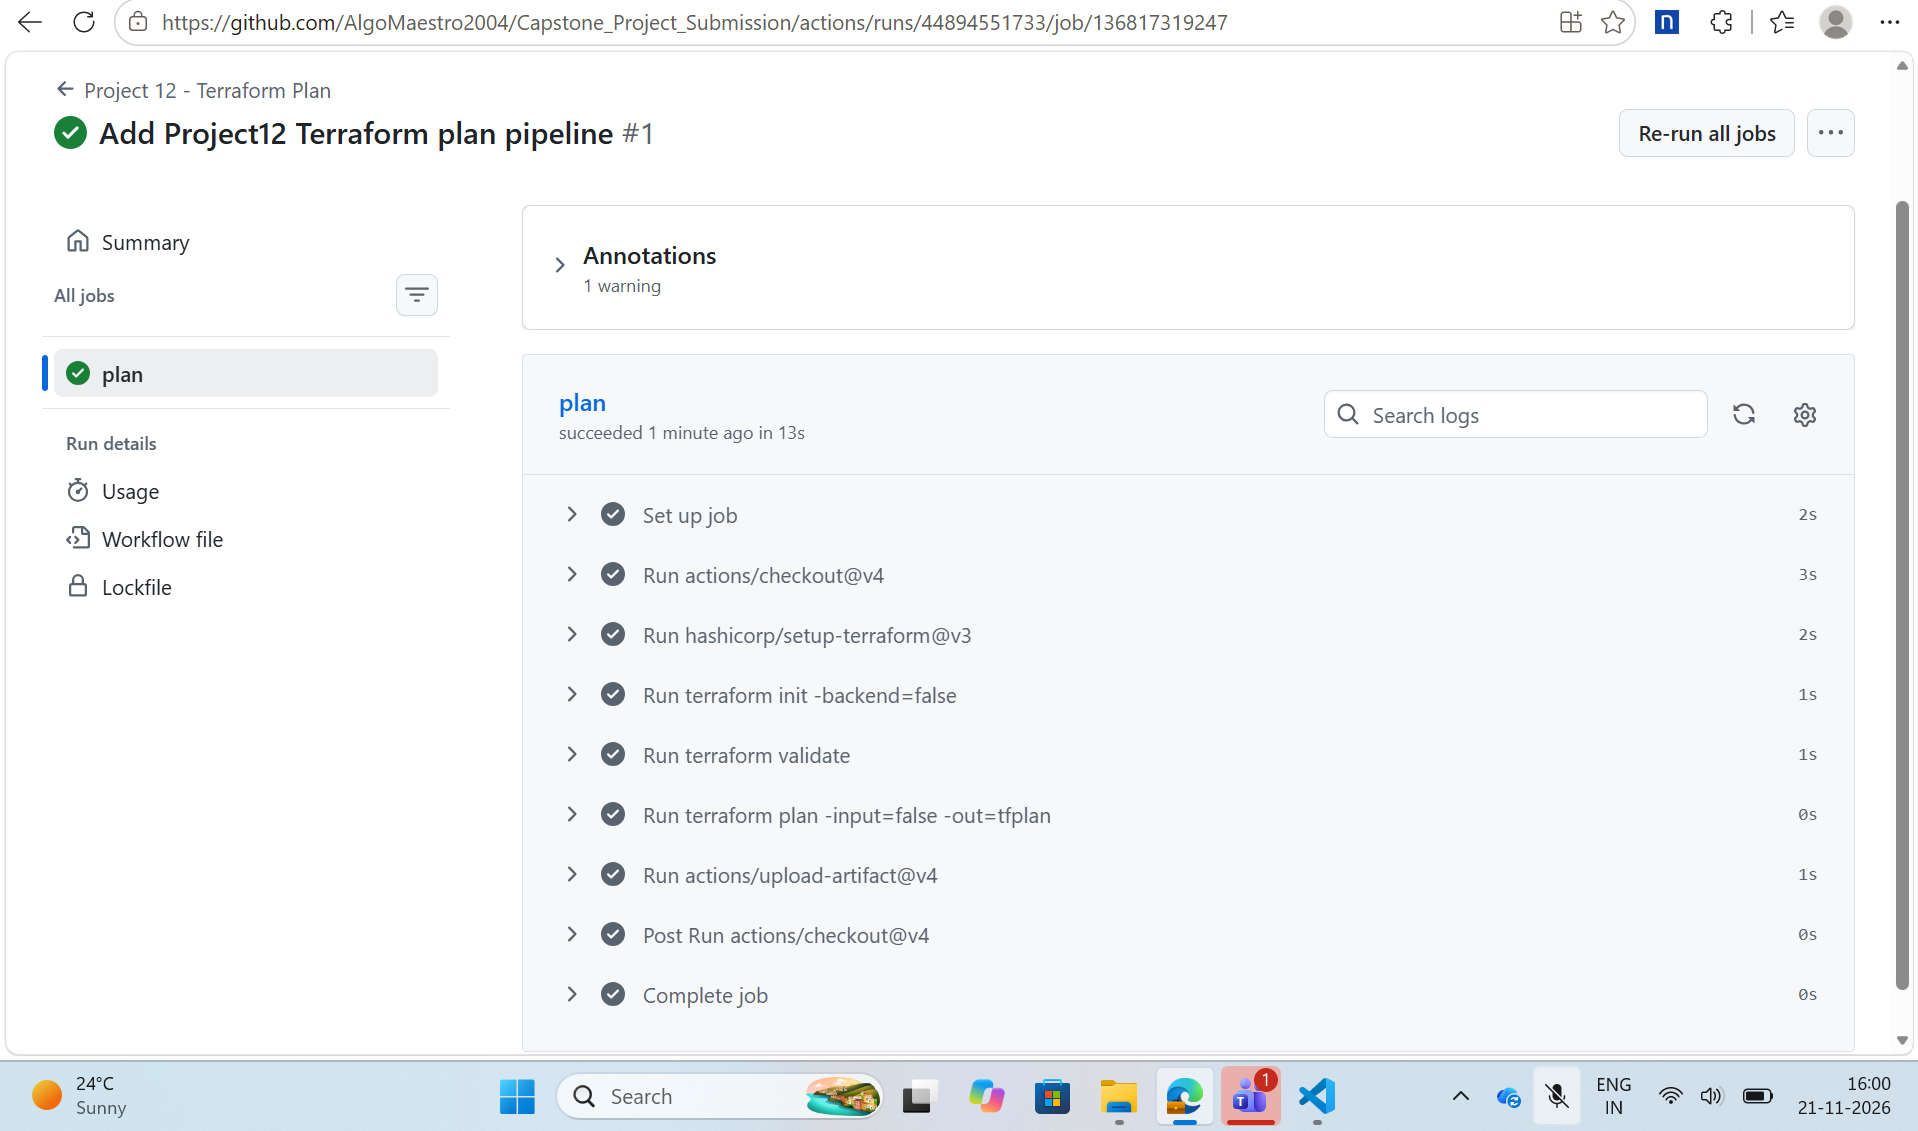 https://github.com/AlgoMaestro2004/Capstone_Project_Submission/actions/runs/44894551733/job/136817319247
n
Project 12 - Terraform Plan
Add Project12 Terraform plan pipeline #1
Re-run all jobs
Summary
All jobs
plan
Run details
Usage
Workflow file
Lockfile
Annotations
1 warning
plan
succeeded 1 minute ago in 13s
Search logs
Set up job 2s
Run actions/checkout@v4 3s
Run hashicorp/setup-terraform@v3 2s
Run terraform init -backend=false 1s
Run terraform validate 1s
Run terraform plan -input=false -out=tfplan 0s
Run actions/upload-artifact@v4 1s
Post Run actions/checkout@v4 0s
Complete job 0s
24°C
Sunny
Search
T
1
ENG
IN
16:00
21-11-2026